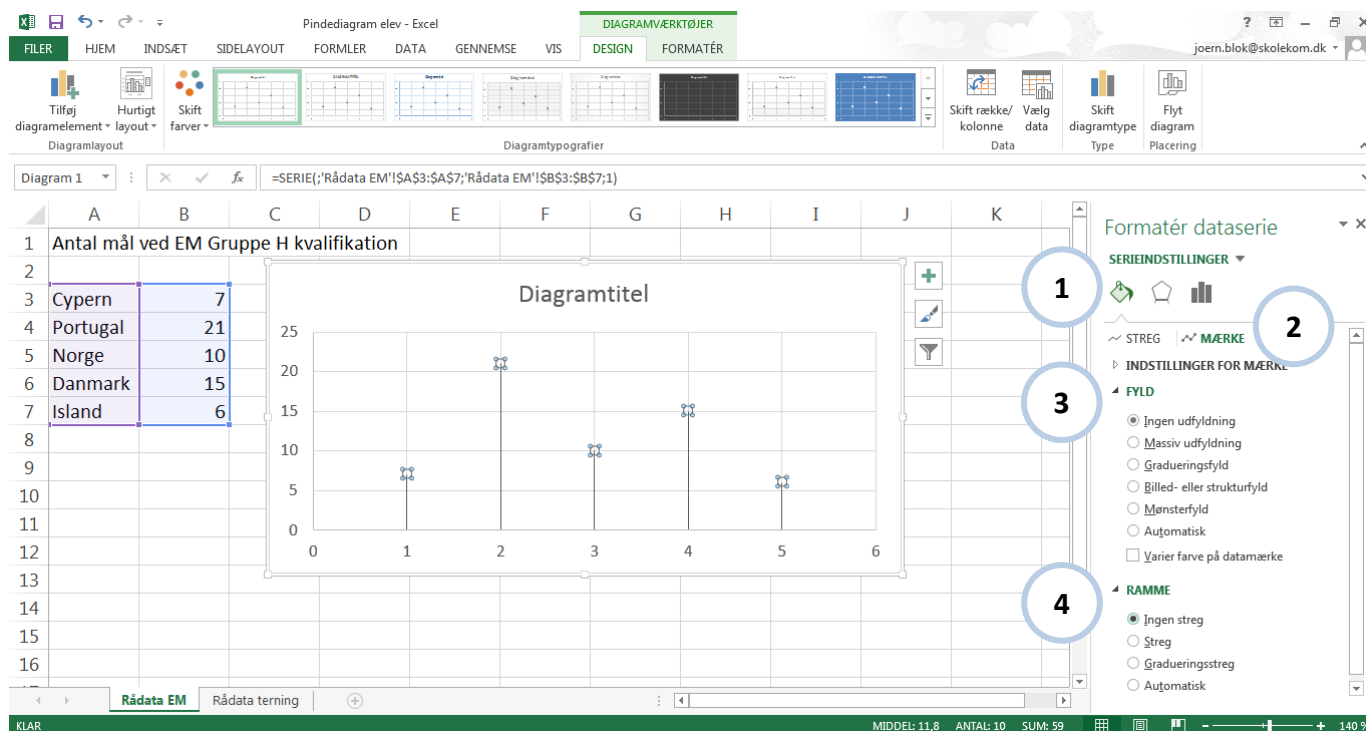 Pindediagram elev - Excel
DIAGRAMVÆRKTØJER
?
FILER HJEM INDSÆT SIDELAYOUT FORMLER DATA GENNEMSE VIS DESIGN FORMATÉR
joern.blok@skolekom.dk
Tilføj diagramelement
Hurtigt layout
Skift farver
Skift række/ kolonne
Vælg data
Skift diagramtype
Flyt diagram
Diagramlayout
Diagramtypografier
Data
Type
Placering
Diagram 1
fx
=SERIE(;'Rådata EM'!$A$3:$A$7;'Rådata EM'!$B$3:$B$7;1)
A B C D E F G H I J K
1 Antal mål ved EM Gruppe H kvalifikation
2
3 Cypern 7
4 Portugal 21
5 Norge 10
6 Danmark 15
7 Island 6
8
9
10
11
12
13
14
15
16
Diagramtitel
25
20
15
10
5
0
0 1 2 3 4 5 6
Formatér dataserie
SERIEINDSTILLINGER
1
2
STREG MÆRKE
INDSTILLINGER FOR MÆRKE
3
FYLD
Ingen udfyldning
Massiv udfyldning
Gradueringsfyld
Billed- eller strukturfyld
Mønsterfyld
Automatisk
Varier farve på datamærke
4
RAMME
Ingen streg
Streg
Gradueringsstreg
Automatisk
Rådata EM Rådata terning
KLAR
MIDDEL: 11,8 ANTAL: 10 SUM: 59
140 %